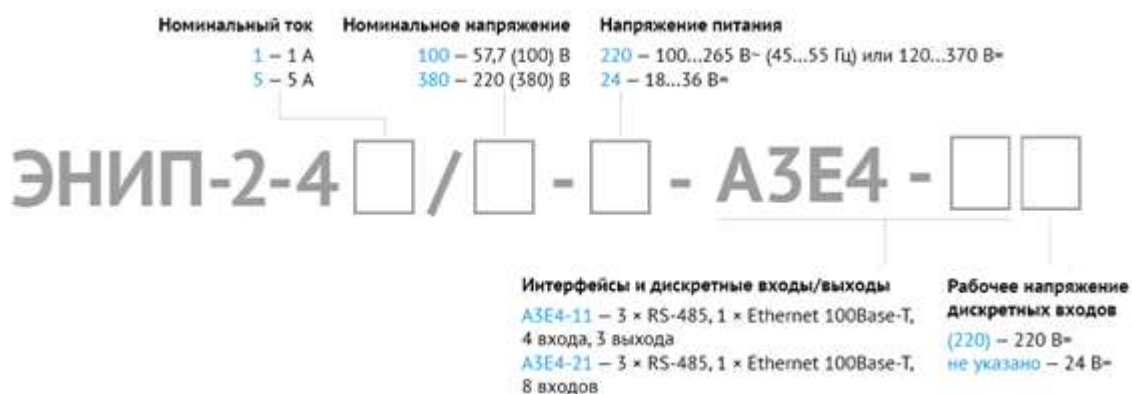 Номинальный ток
1 – 1 А
5 – 5 А
Номинальное напряжение
100 – 57,7 (100) В
380 – 220 (380) В
Напряжение питания
220 – 100...265 В~ (45...55 Гц) или 120...370 В=
24 – 18...36 В=
ЭНИП-2-4 / - - А3Е4 -
Интерфейсы и дискретные входы/выходы
А3Е4-11 – 3 × RS-485, 1 × Ethernet 100Base-T,
4 входа, 3 выхода
А3Е4-21 – 3 × RS-485, 1 × Ethernet 100Base-T,
8 входов
Рабочее напряжение
дискретных входов
(220) – 220 В=
не указано – 24 В=